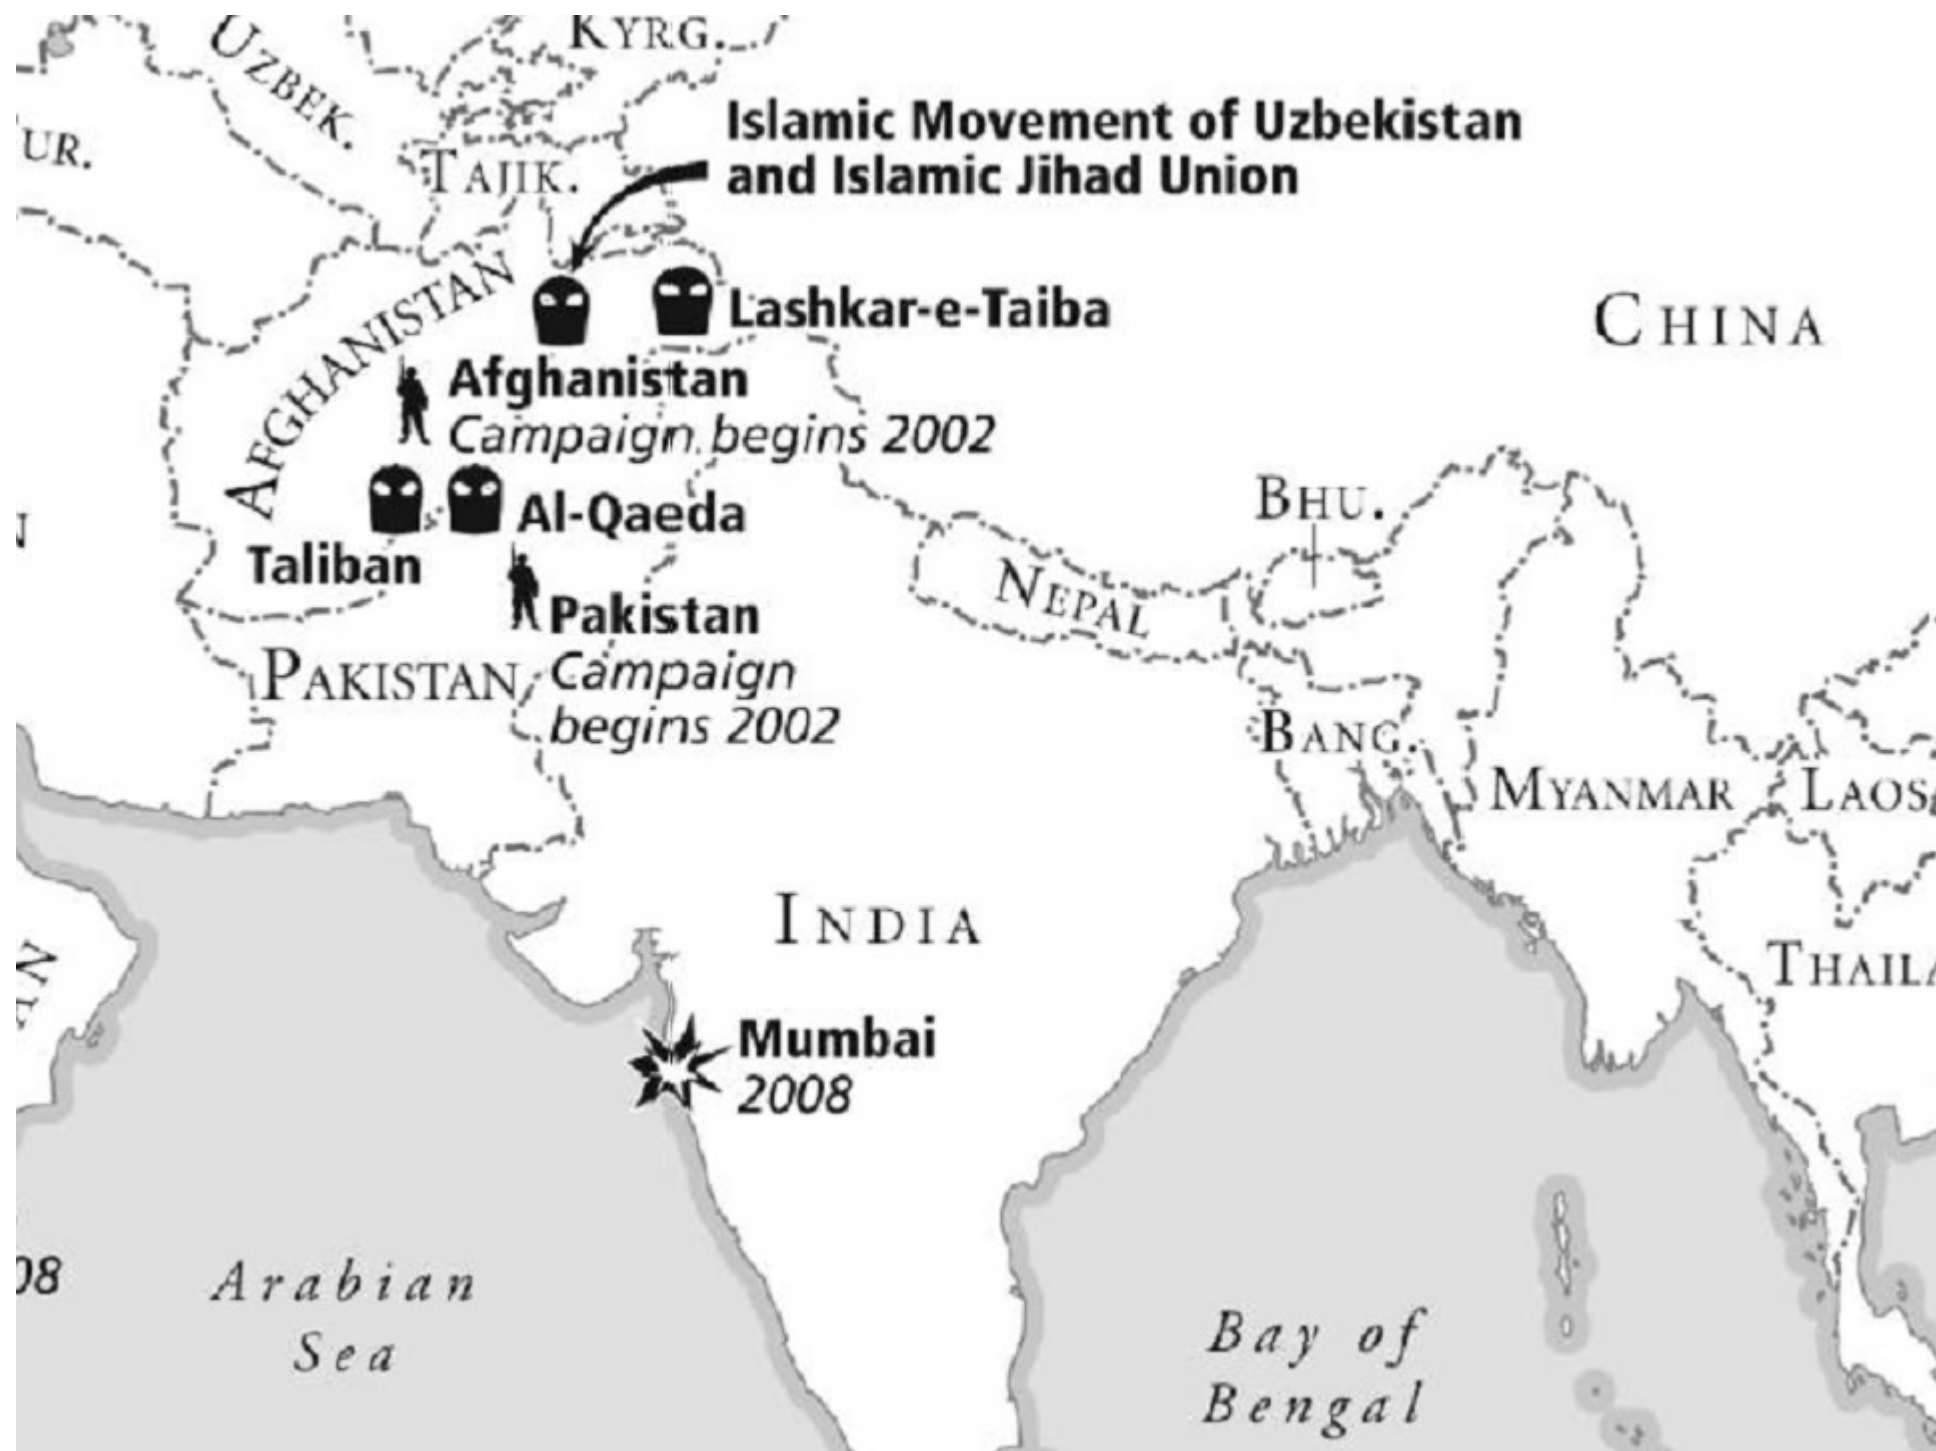 KYRG.
UZBEK.
UR.
Islamic Movement of Uzbekistan
and Islamic Jihad Union
TAJIK.
AFGHANISTAN
Lashkar-e-Taiba
CHINA
Afghanistan
Campaign begins 2002
BHU.
Al-Qaeda
N
Taliban
NEPAL
Pakistan
PAKISTAN
Campaign
begins 2002
BANG.
MYANMAR
LAOS
INDIA
THAILA
AN
Mumbai
2008
08
Arabian
Sea
Bay of
Bengal